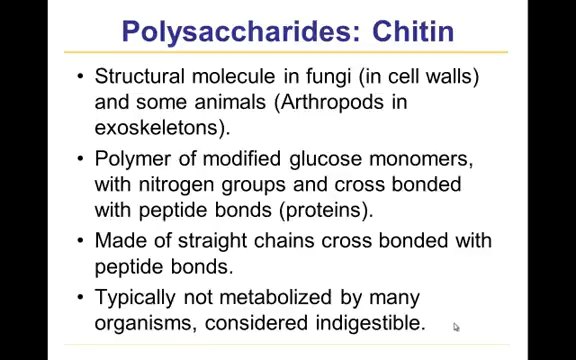 Polysaccharides: Chitin
• Structural molecule in fungi (in cell walls)
and some animals (Arthropods in
exoskeletons).
• Polymer of modified glucose monomers,
with nitrogen groups and cross bonded
with peptide bonds (proteins).
• Made of straight chains cross bonded with
peptide bonds.
• Typically not metabolized by many
organisms, considered indigestible.